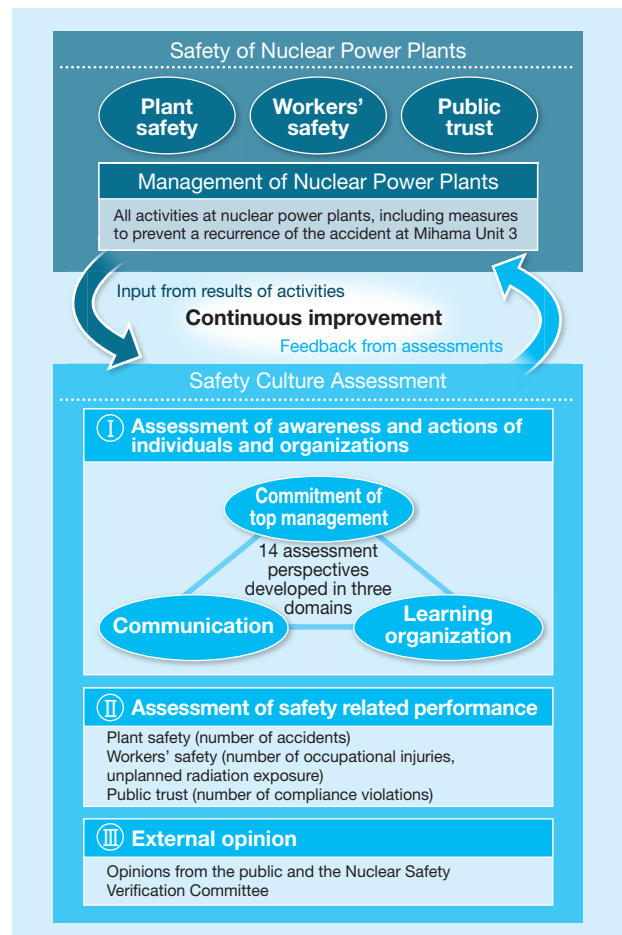 Safety of Nuclear Power Plants
Plant
safety
Workers’
safety
Public
trust
Management of Nuclear Power Plants
All activities at nuclear power plants, including measures
to prevent a recurrence of the accident at Mihama Unit 3
Input from results of activities
Continuous improvement
Feedback from assessments
Safety Culture Assessment
Ⅰ Assessment of awareness and actions of
individuals and organizations
Commitment of
top management
14 assessment
perspectives
developed in three
domains
Communication
Learning
organization
Ⅱ Assessment of safety related performance
Plant safety (number of accidents)
Workers’ safety (number of occupational injuries,
unplanned radiation exposure)
Public trust (number of compliance violations)
Ⅲ External opinion
Opinions from the public and the Nuclear Safety
Verification Committee